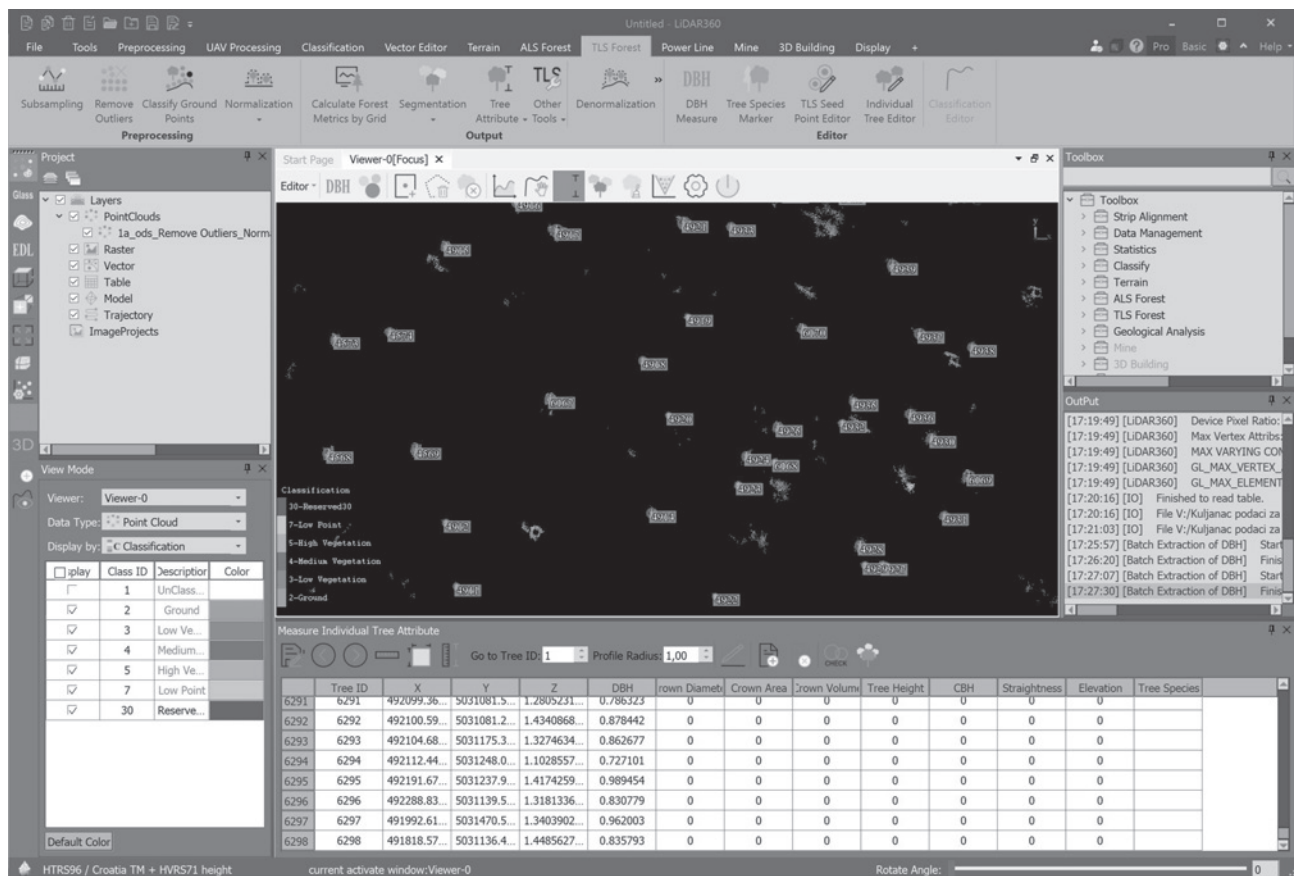 Untitled - LiDAR360
File Tools Preprocessing UAV Processing Classification Vector Editor Terrain ALS Forest TLS Forest Power Line Mine 3D Building Display + Pro Basic Help
Subsampling Remove Outliers Classify Ground Points Normalization
Preprocessing
Calculate Forest Metrics by Grid Segmentation Tree Attribute TLS Other Tools Denormalization
Output
DBH DBH Measure Tree Species Marker TLS Seed Point Editor Individual Tree Editor Classification Editor
Editor
Project
Glass
EDL
3D
Layers
PointClouds
1a_ods_Remove Outliers_Norm
Raster
Vector
Table
Model
Trajectory
ImageProjects
View Mode
Viewer: Viewer-0
Data Type: Point Cloud
Display by: C Classification
Class ID Color
1 UnClass...
2 Ground
3 Low Ve...
4 Medium...
5 High Ve...
7 Low Point
30 Reserve...
Default Color
Start Page Viewer-0[Focus]
Editor DBH
Classification
30-Reserved30
7-Low Point
5-High Vegetation
4-Medium Vegetation
3-Low Vegetation
2-Ground
Toolbox
Toolbox
Strip Alignment
Data Management
Statistics
Classify
Terrain
ALS Forest
TLS Forest
Geological Analysis
Mine
3D Building
OutPut
[17:19:49] [LiDAR360] Device Pixel Ratio:
[17:19:49] [LiDAR360] Max Vertex Attribs:
[17:19:49] [LiDAR360] MAX VARYING CON
[17:19:49] [LiDAR360] GL_MAX_VERTEX_
[17:19:49] [LiDAR360] GL_MAX_ELEMENT
[17:20:16] [IO] Finished to read table.
[17:20:16] [IO] File V:/Kuljanac podaci za
[17:21:03] [IO] File V:/Kuljanac podaci za
[17:25:57] [Batch Extraction of DBH] Start
[17:26:20] [Batch Extraction of DBH] Finis
[17:27:07] [Batch Extraction of DBH] Start
[17:27:30] [Batch Extraction of DBH] Finis
Measure Individual Tree Attribute
Go to Tree ID: 1 Profile Radius: 1,00 CHECK
Tree ID X Y Z DBH Crown Area Tree Height CBH Straightness Elevation Tree Species
6291 6291 492099.36... 5031081.5... 1.2805231... 0.786323 0 0 0 0 0 0 0
6292 6292 492100.59... 5031081.2... 1.4340868... 0.878442 0 0 0 0 0 0 0
6293 6293 492104.68... 5031175.3... 1.3274634... 0.862677 0 0 0 0 0 0 0
6294 6294 492112.44... 5031248.0... 1.1028557... 0.727101 0 0 0 0 0 0 0
6295 6295 492191.67... 5031237.9... 1.4174259... 0.989454 0 0 0 0 0 0 0
6296 6296 492288.83... 5031139.5... 1.3181336... 0.830779 0 0 0 0 0 0 0
6297 6297 491992.61... 5031470.5... 1.3403902... 0.962003 0 0 0 0 0 0 0
6298 6298 491818.57... 5031136.4... 1.4485627... 0.835793 0 0 0 0 0 0 0
HTRS96 / Croatia TM + HVRS71 height current activate window:Viewer-0 Rotate Angle: 0